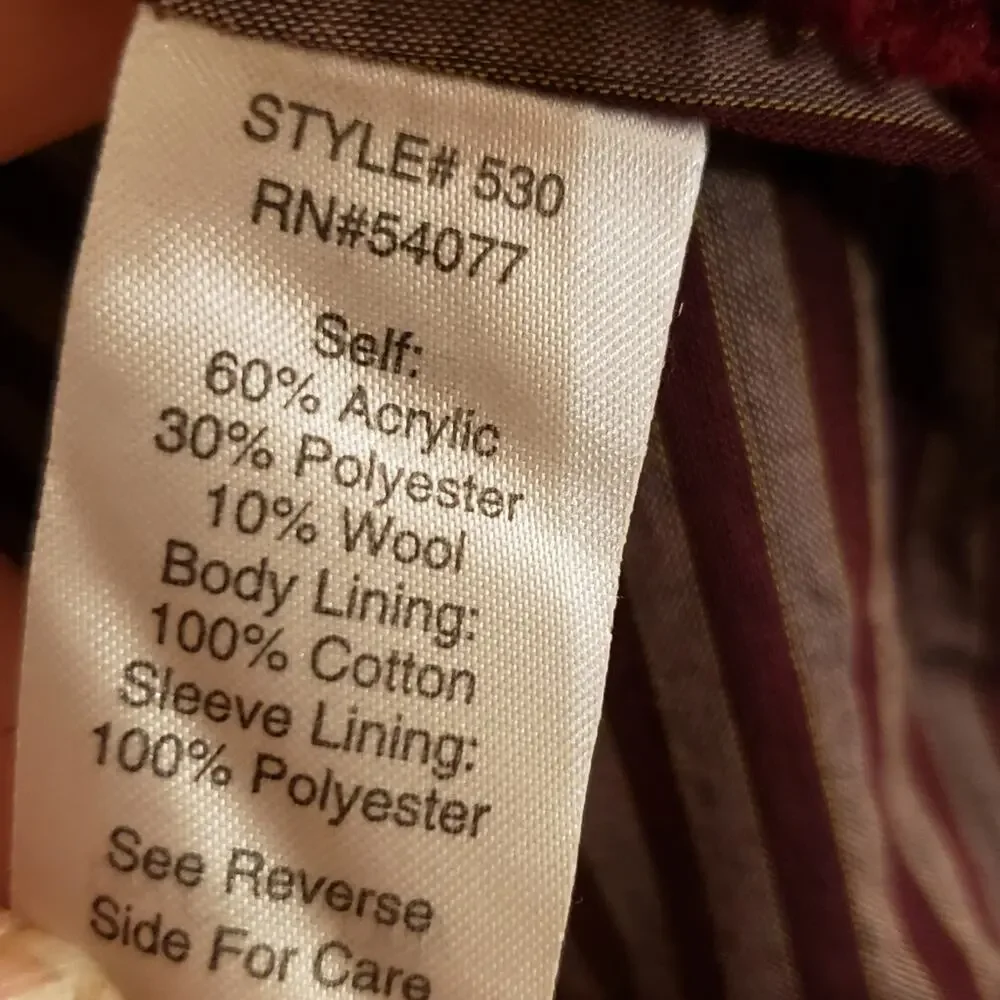 STYLE# 530
RN#54077
Self:
60% Acrylic
30% Polyester
10% Wool
Body Lining:
100% Cotton
Sleeve Lining:
100% Polyester
See Reverse
Side For Care